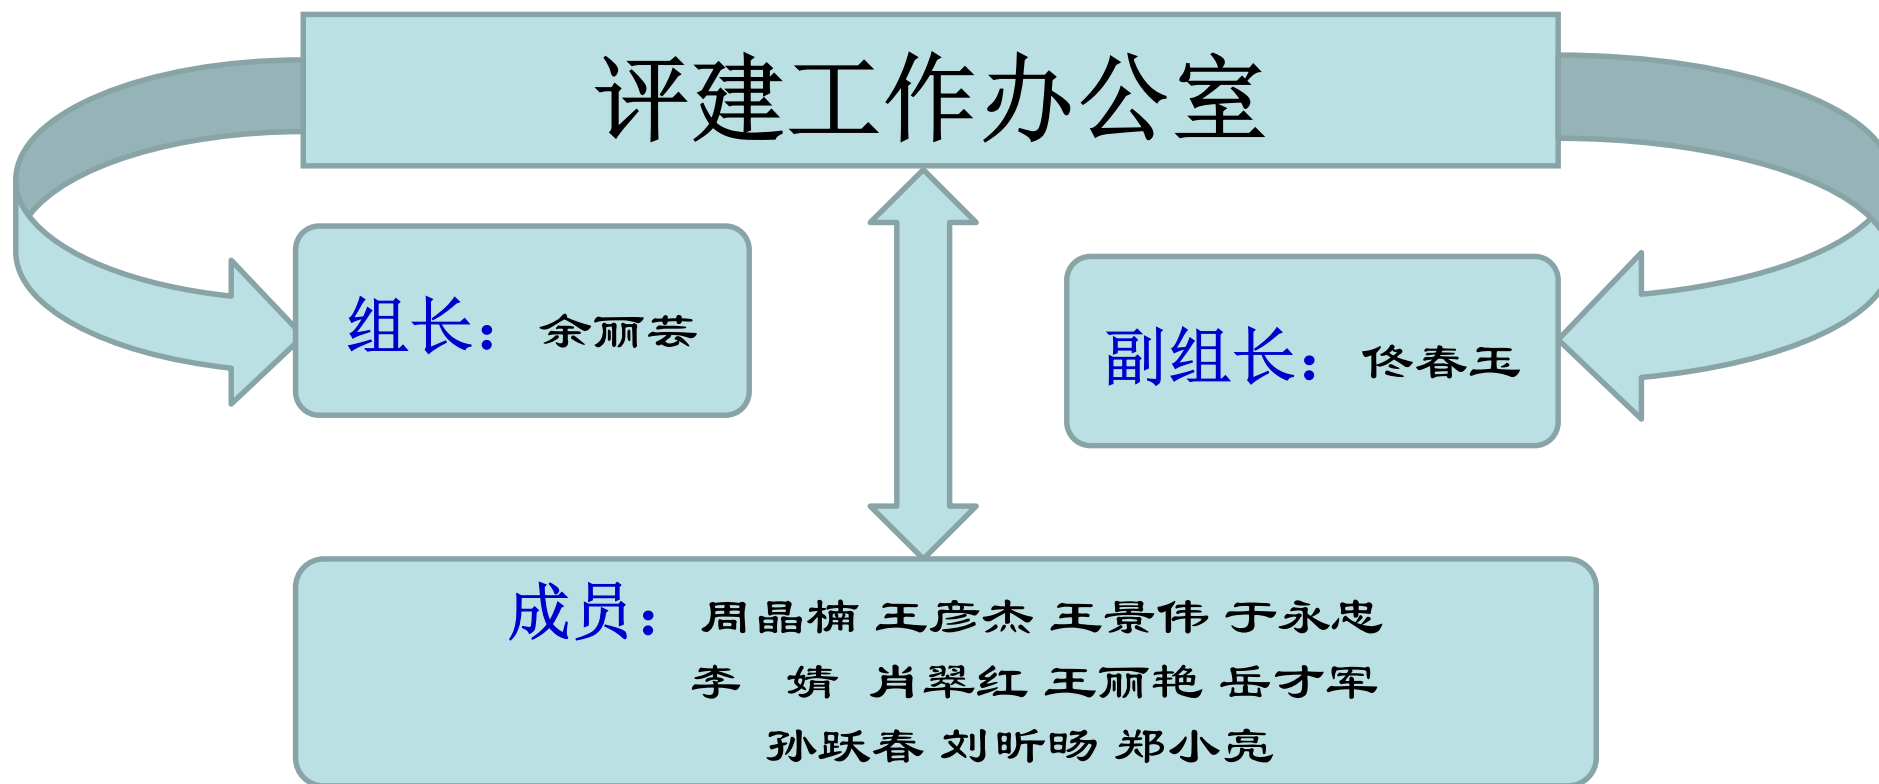 评建工作办公室
组长：余丽芸
副组长：佟春玉
成员：周晶楠 王彦杰 王景伟 于永忠
李 婧 肖翠红 王丽艳 岳才军
孙跃春 刘昕旸 郑小亮